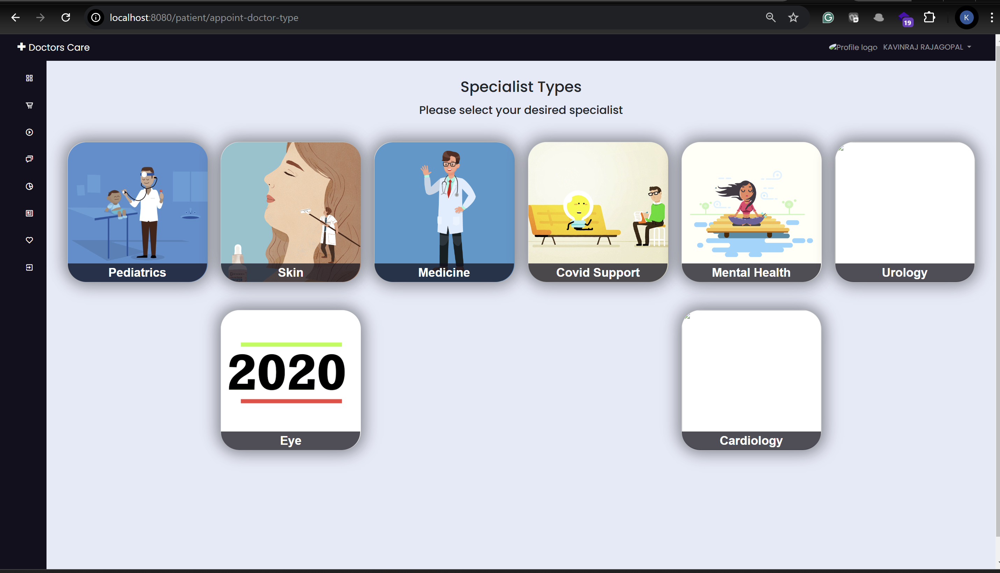 localhost:8080/patient/appoint-doctor-type
19
K
Doctors Care
Profile logo
KAVINRAJ RAJAGOPAL
Specialist Types
Please select your desired specialist
Pediatrics
Skin
Medicine
Covid Support
Mental Health
Urology
2020
Eye
Cardiology